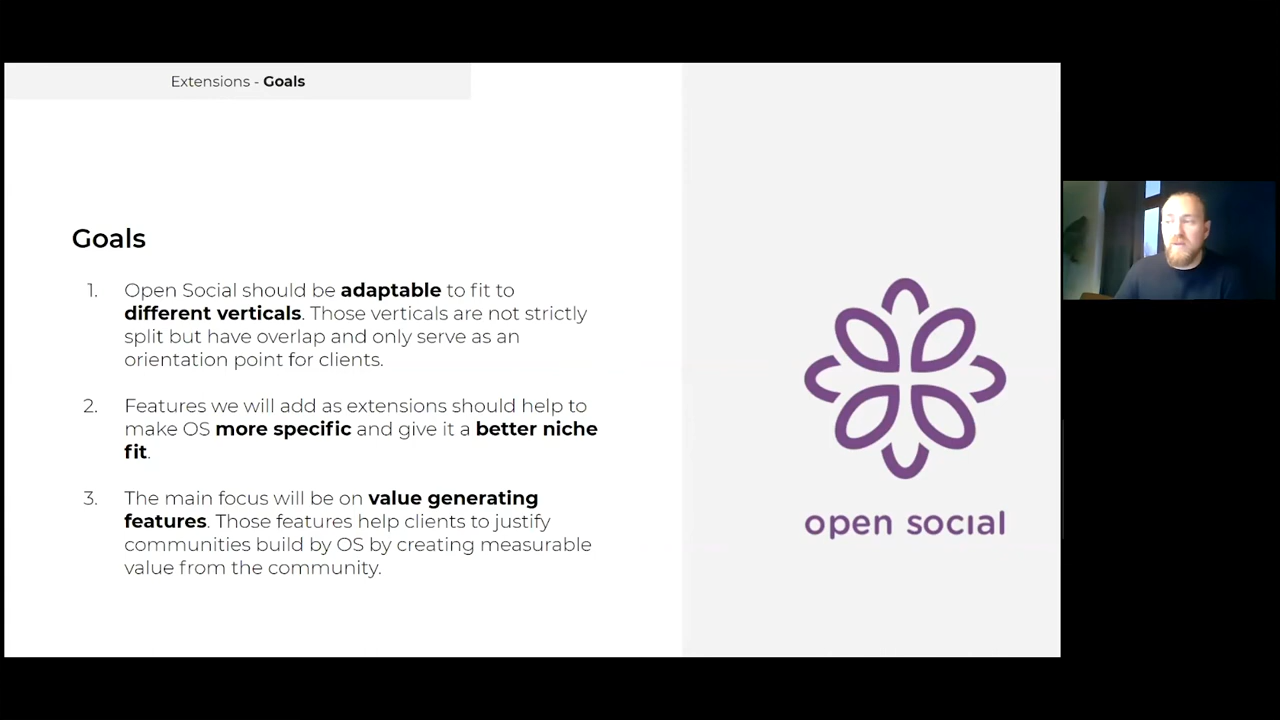 Extensions - Goals
Goals
1. Open Social should be adaptable to fit to
different verticals. Those verticals are not strictly
split but have overlap and only serve as an
orientation point for clients.
2. Features we will add as extensions should help to
make OS more specific and give it a better niche
fit.
3. The main focus will be on value generating
features. Those features help clients to justify
communities build by OS by creating measurable
value from the community.
open social